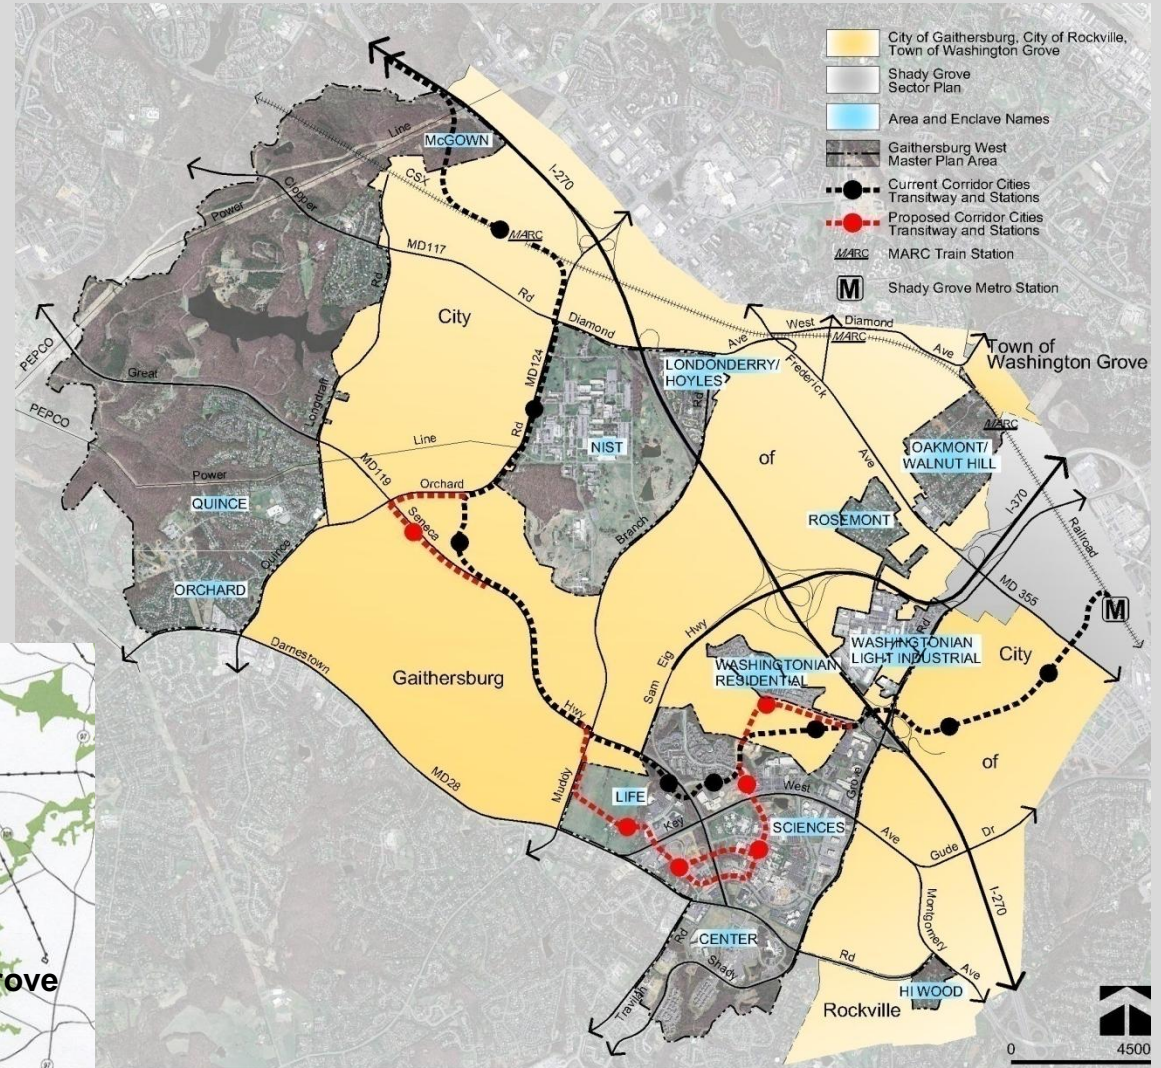 City of Gaithersburg, City of Rockville,
Town of Washington Grove
Shady Grove
Sector Plan
Area and Enclave Names
Gaithersburg West
Master Plan Area
Current Corridor Cities
Transitway and Stations
Proposed Corridor Cities
Transitway and Stations
MARC
MARC Train Station
M
Shady Grove Metro Station
McGOWN
Line
Power
CSX
Clopper
I-270
MARC
MD117
Rd
Rd
City
Diamond
Ave
West
Diamond
Ave
MARC
Town of
Washington Grove
PEPCO
PEPCO
Great
Longdraft
MD124
Rd
LONDONDERRY/
HOYLES
Rd
Frederick
Ave
MARC
OAKMONT/
WALNUT HILL
NIST
of
Line
Power
MD119
Orchard
Seneca
QUINCE
ROSEMONT
I-370
Railroad
Branch
Quince
ORCHARD
MD 355
M
Hwy
Sam Eig
Rd
WASHINGTONIAN
LIGHT INDUSTRIAL
City
WASHINGTONIAN
RESIDENTIAL
Darnestown
Gaithersburg
Hwy
of
MD28
Muddy
LIFE
Key
West
Grove
SCIENCES
Ave
Gude
Dr
Montgomery
Ave
I-270
CENTER
Rd
Rd
Shady
Travilah
HI WOOD
Rockville
rove
0
4500